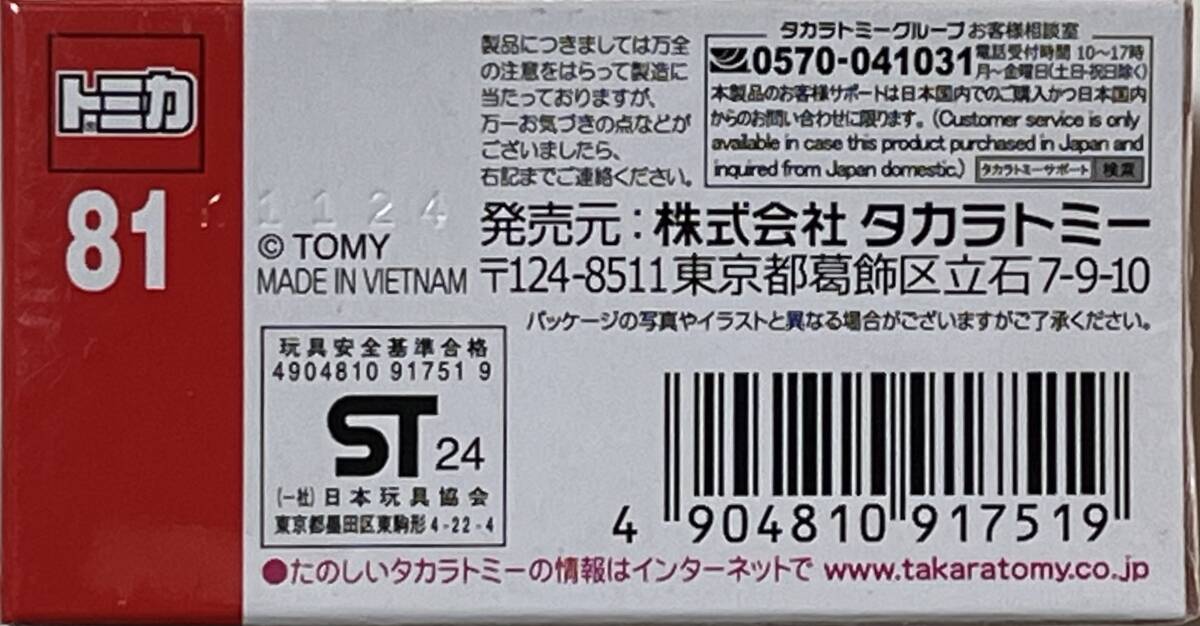 トミカ
81
製品につきましては万全
の注意をはらって製造に
当たっておりますが、
万一お気づきの点などが
ございましたら、
右記までご連絡ください。
タカラトミーグループ お客様相談室
0570-041031 電話受付時間 10〜17時
月〜金曜日(土日・祝日除く)
本製品のお客様サポートは日本国内でのご購入かつ日本国内
からのお問い合わせに限ります。(Customer service is only
available in case this product purchased in Japan and
inquired from Japan domestic.) タカラトミーサポート 検索
1124
© TOMY
MADE IN VIETNAM
発売元：株式会社 タカラトミー
〒124-8511 東京都葛飾区立石7-9-10
パッケージの写真やイラストと異なる場合がございますがご了承ください。
玩具安全基準合格
4904810 91751 9
ST 24
(一社)日本玩具協会
東京都墨田区東駒形 4-22-4
4 904810 917519
●たのしいタカラトミーの情報はインターネットで www.takaratomy.co.jp